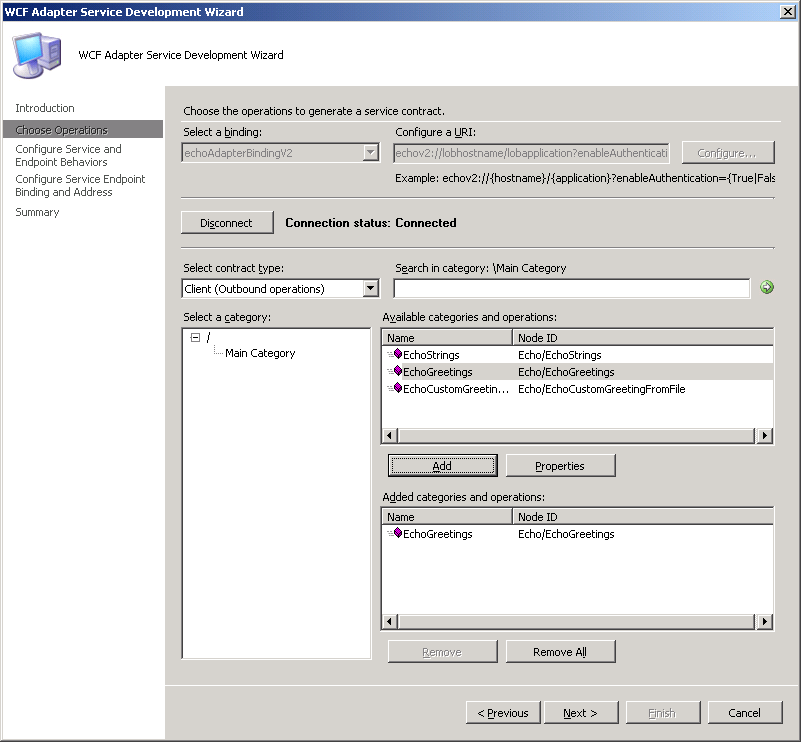 WCF Adapter Service Development Wizard
WCF Adapter Service Development Wizard
Introduction
Choose Operations
Configure Service and
Endpoint Behaviors
Configure Service Endpoint
Binding and Address
Summary
Choose the operations to generate a service contract.
Select a binding:
Configure a URI:
echoAdapterBindingV2
echov2://lobhostname/lobapplication?enableAuthenticati
Configure...
Example: echov2://{hostname}/{application}?enableAuthentication={True|Fals
Disconnect
Connection status: Connected
Select contract type:
Search in category: \Main Category
Client (Outbound operations)
Select a category:
Available categories and operations:
/
Main Category
Name Node ID
EchoStrings Echo/EchoStrings
EchoGreetings Echo/EchoGreetings
EchoCustomGreetin... Echo/EchoCustomGreetingFromFile
Add Properties
Added categories and operations:
Name Node ID
EchoGreetings Echo/EchoGreetings
Remove Remove All
< Previous Next > Finish Cancel